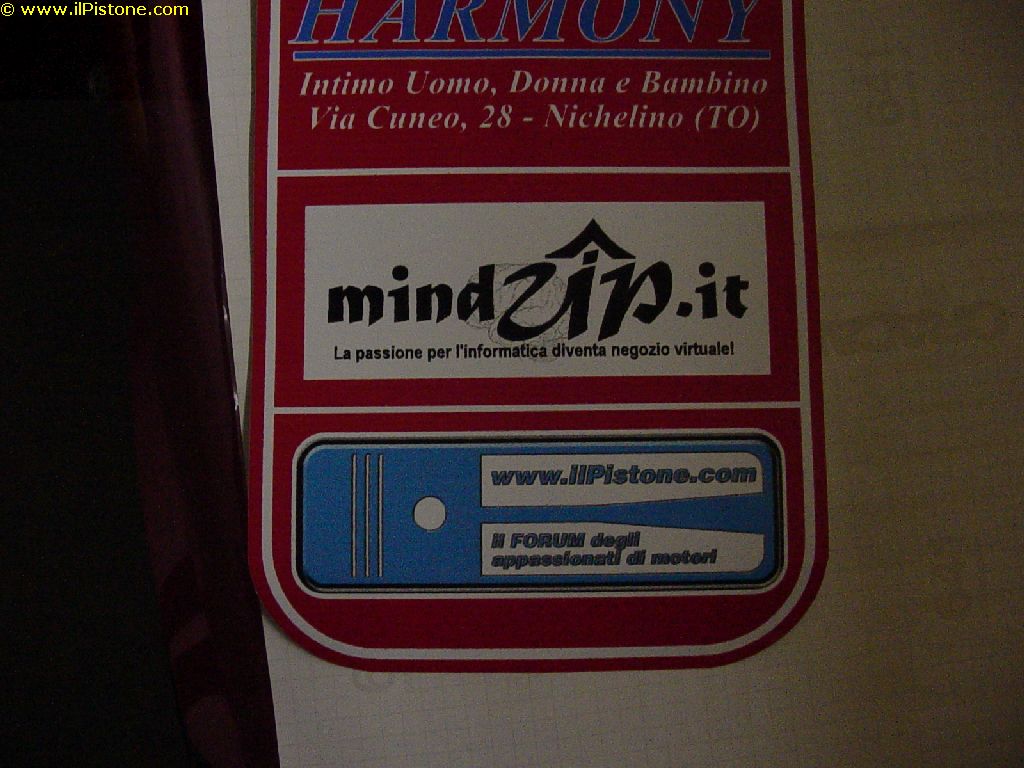 © www.ilPistone.com
HARMONY
Intimo Uomo, Donna e Bambino
Via Cuneo, 28 - Nichelino (TO)
mindzip.it
La passione per l'informatica diventa negozio virtuale!
www.ilPistone.com
Il FORUM degli
appassionati di motori